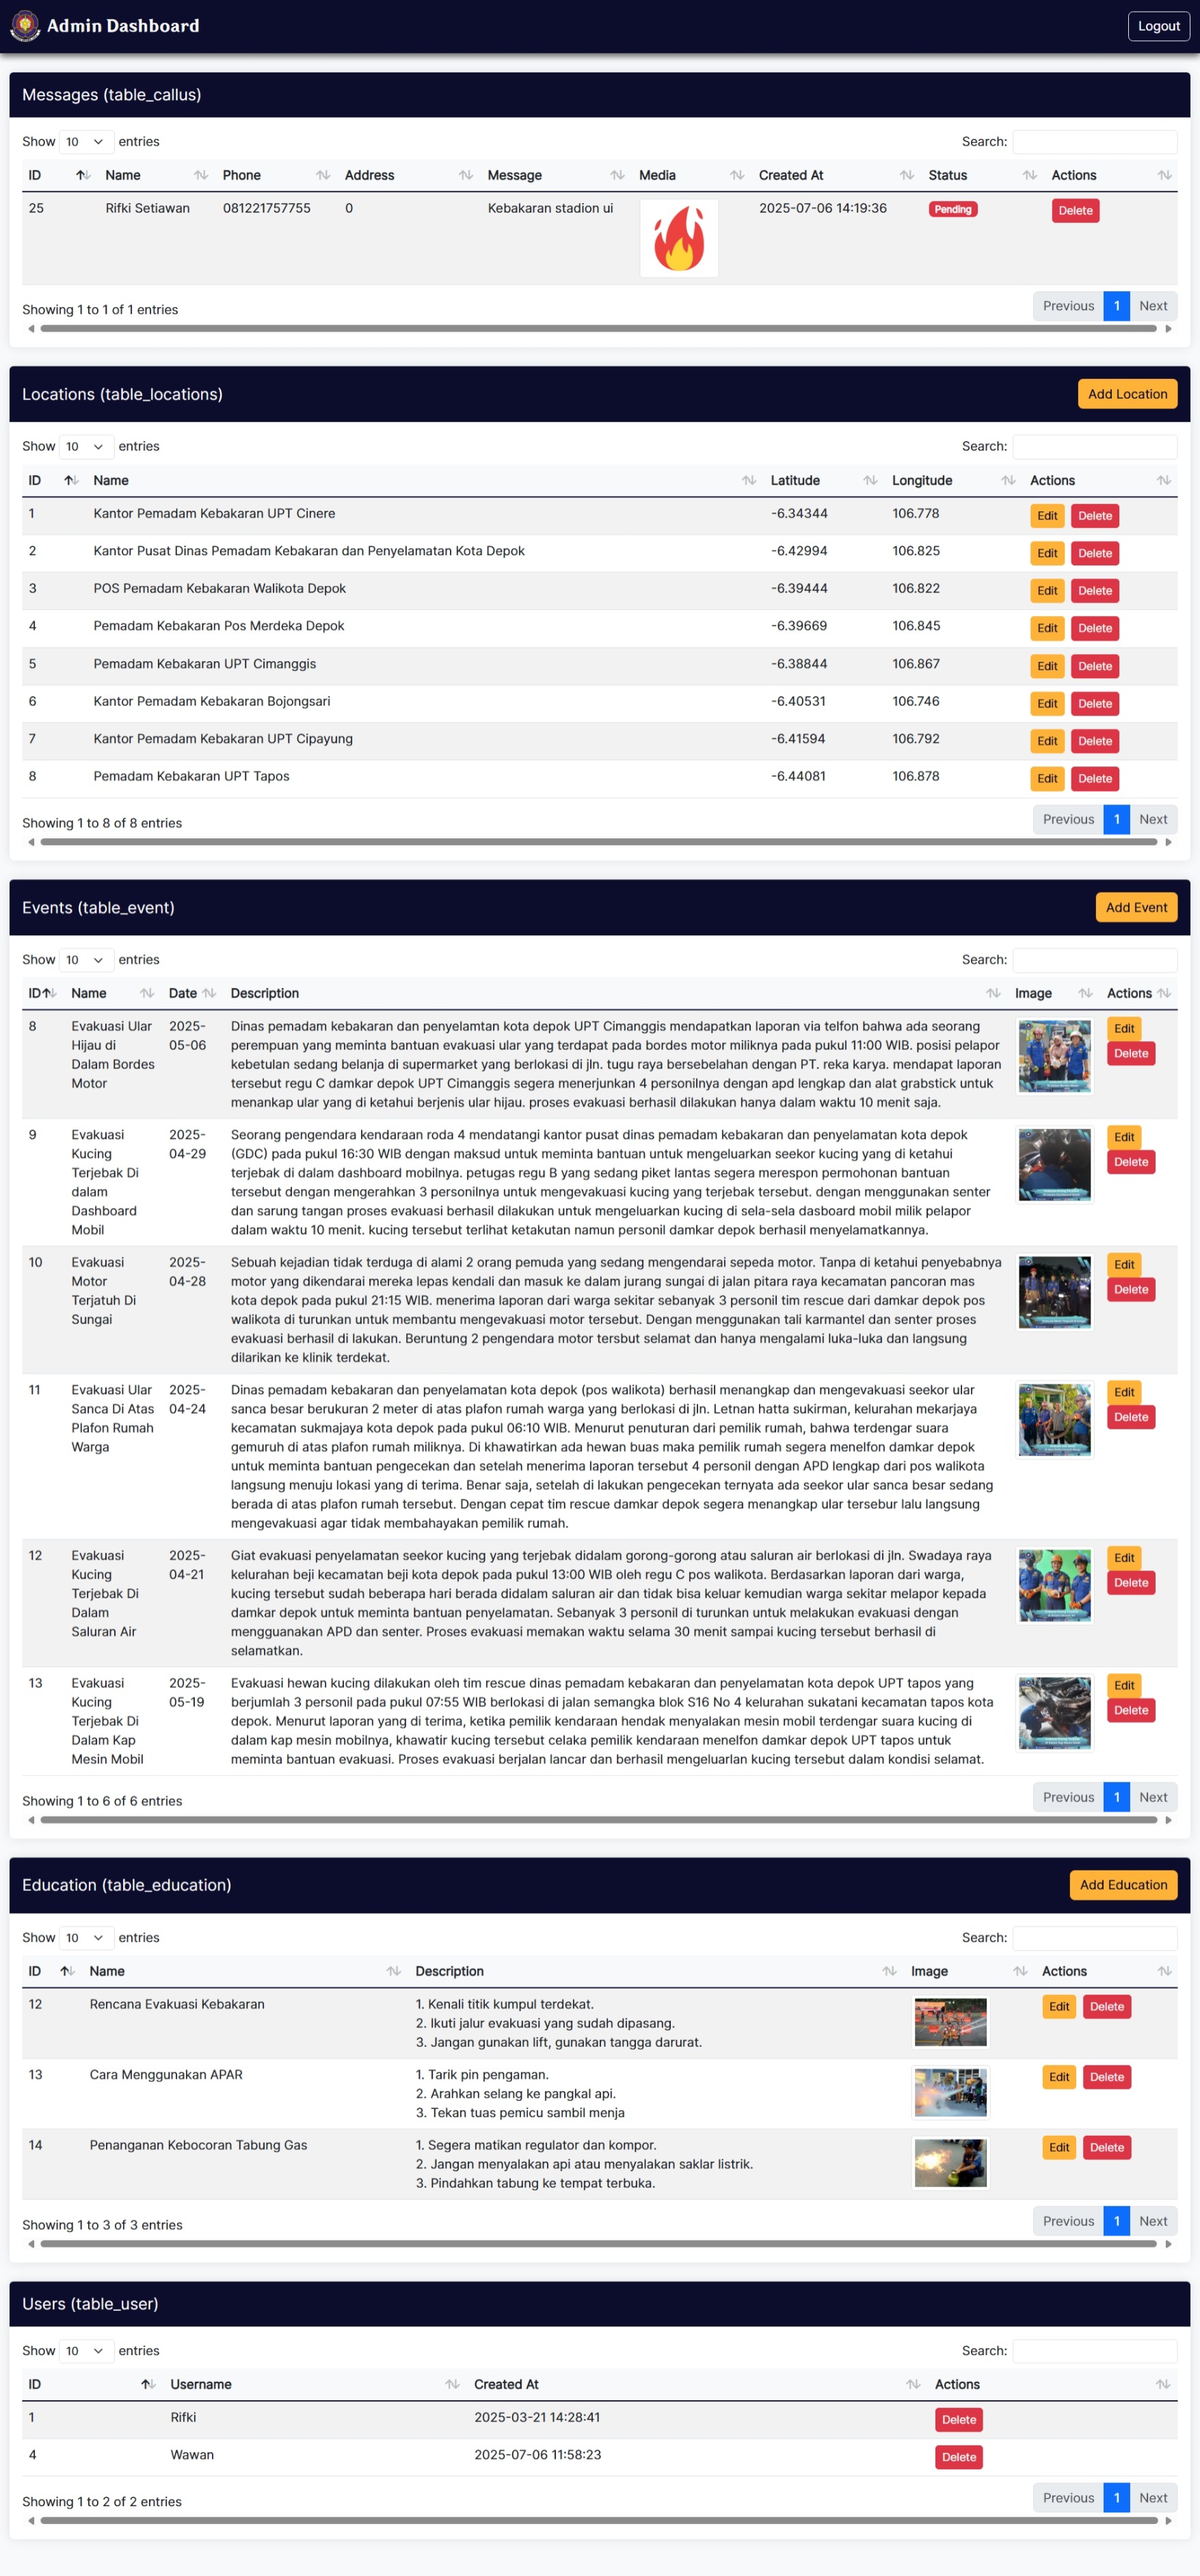 Admin Dashboard
Logout
Messages (table_callus)
Show 10 entries
Search:
ID Name Phone Address Message Media Created At Status Actions
25 Rifki Setiawan 081221757755 0 Kebakaran stadion ui 2025-07-06 14:19:36 Pending Delete
Showing 1 to 1 of 1 entries
Previous 1 Next
Locations (table_locations)
Add Location
Show 10 entries
Search:
ID Name Latitude Longitude Actions
1 Kantor Pemadam Kebakaran UPT Cinere -6.34344 106.778 Edit Delete
2 Kantor Pusat Dinas Pemadam Kebakaran dan Penyelamatan Kota Depok -6.42994 106.825 Edit Delete
3 POS Pemadam Kebakaran Walikota Depok -6.39444 106.822 Edit Delete
4 Pemadam Kebakaran Pos Merdeka Depok -6.39669 106.845 Edit Delete
5 Pemadam Kebakaran UPT Cimanggis -6.38844 106.867 Edit Delete
6 Kantor Pemadam Kebakaran Bojongsari -6.40531 106.746 Edit Delete
7 Kantor Pemadam Kebakaran UPT Cipayung -6.41594 106.792 Edit Delete
8 Pemadam Kebakaran UPT Tapos -6.44081 106.878 Edit Delete
Showing 1 to 8 of 8 entries
Previous 1 Next
Events (table_event)
Add Event
Show 10 entries
Search:
ID Name Date Description Image Actions
8
Evakuasi Ular
Hijau di
Dalam Bordes
Motor
2025-
05-06
Dinas pemadam kebakaran dan penyelamtan kota depok UPT Cimanggis mendapatkan laporan via telfon bahwa ada seorang
perempuan yang meminta bantuan evakuasi ular yang terdapat pada bordes motor miliknya pada pukul 11:00 WIB. posisi pelapor
kebetulan sedang belanja di supermarket yang berlokasi di jln. tugu raya bersebelahan dengan PT. reka karya. mendapat laporan
tersebut regu C damkar depok UPT Cimanggis segera menerjunkan 4 personilnya dengan apd lengkap dan alat grabstick untuk
menankap ular yang di ketahui berjenis ular hijau. proses evakuasi berhasil dilakukan hanya dalam waktu 10 menit saja.
Edit
Delete
9
Evakuasi
Kucing
Terjebak Di
dalam
Dashboard
Mobil
2025-
04-29
Seorang pengendara kendaraan roda 4 mendatangi kantor pusat dinas pemadam kebakaran dan penyelamatan kota depok
(GDC) pada pukul 16:30 WIB dengan maksud untuk meminta bantuan untuk mengeluarkan seekor kucing yang di ketahui
terjebak di dalam dashboard mobilnya. petugas regu B yang sedang piket lantas segera merespon permohonan bantuan
tersebut dengan mengerahkan 3 personilnya untuk mengevakuasi kucing yang terjebak tersebut. dengan menggunakan senter
dan sarung tangan proses evakuasi berhasil dilakukan untuk mengeluarkan kucing di sela-sela dasboard mobil milik pelapor
dalam waktu 10 menit. kucing tersebut terlihat ketakutan namun personil damkar depok berhasil menyelamatkannya.
Edit
Delete
10
Evakuasi
Motor
Terjatuh Di
Sungai
2025-
04-28
Sebuah kejadian tidak terduga di alami 2 orang pemuda yang sedang mengendarai sepeda motor. Tanpa di ketahui penyebabnya
motor yang dikendarai mereka lepas kendali dan masuk ke dalam jurang sungai di jalan pitara raya kecamatan pancoran mas
kota depok pada pukul 21:15 WIB. menerima laporan dari warga sekitar sebanyak 3 personil tim rescue dari damkar depok pos
walikota di turunkan untuk membantu mengevakuasi motor tersebut. Dengan menggunakan tali karmantel dan senter proses
evakuasi berhasil di lakukan. Beruntung 2 pengendara motor tersbut selamat dan hanya mengalami luka-luka dan langsung
dilarikan ke klinik terdekat.
Edit
Delete
11
Evakuasi Ular
Sanca Di Atas
Plafon Rumah
Warga
2025-
04-24
Dinas pemadam kebakaran dan penyelamatan kota depok (pos walikota) berhasil menangkap dan mengevakuasi seekor ular
sanca besar berukuran 2 meter di atas plafon rumah warga yang berlokasi di jln. Letnan hatta sukirman, kelurahan mekarjaya
kecamatan sukmajaya kota depok pada pukul 06:10 WIB. Menurut penuturan dari pemilik rumah, bahwa terdengar suara
gemuruh di atas plafon rumah miliknya. Di khawatirkan ada hewan buas maka pemilik rumah segera menelfon damkar depok
untuk meminta bantuan pengecekan dan setelah menerima laporan tersebut 4 personil dengan APD lengkap dari pos walikota
langsung menuju lokasi yang di terima. Benar saja, setelah di lakukan pengecekan ternyata ada seekor ular sanca besar sedang
berada di atas plafon rumah tersebut. Dengan cepat tim rescue damkar depok segera menangkap ular tersebur lalu langsung
mengevakuasi agar tidak membahayakan pemilik rumah.
Edit
Delete
12
Evakuasi
Kucing
Terjebak Di
Dalam
Saluran Air
2025-
04-21
Giat evakuasi penyelamatan seekor kucing yang terjebak didalam gorong-gorong atau saluran air berlokasi di jln. Swadaya raya
kelurahan beji kecamatan beji kota depok pada pukul 13:00 WIB oleh regu C pos walikota. Berdasarkan laporan dari warga,
kucing tersebut sudah beberapa hari berada didalam saluran air dan tidak bisa keluar kemudian warga sekitar melapor kepada
damkar depok untuk meminta bantuan penyelamatan. Sebanyak 3 personil di turunkan untuk melakukan evakuasi dengan
mengguanakan APD dan senter. Proses evakuasi memakan waktu selama 30 menit sampai kucing tersebut berhasil di
selamatkan.
Edit
Delete
13
Evakuasi
Kucing
Terjebak Di
Dalam Kap
Mesin Mobil
2025-
05-19
Evakuasi hewan kucing dilakukan oleh tim rescue dinas pemadam kebakaran dan penyelamatan kota depok UPT tapos yang
berjumlah 3 personil pada pukul 07:55 WIB berlokasi di jalan semangka blok S16 No 4 kelurahan sukatani kecamatan tapos kota
depok. Menurut laporan yang di terima, ketika pemilik kendaraan hendak menyalakan mesin mobil terdengar suara kucing di
dalam kap mesin mobilnya, khawatir kucing tersebut celaka pemilik kendaraan menelfon damkar depok UPT tapos untuk
meminta bantuan evakuasi. Proses evakuasi berjalan lancar dan berhasil mengeluarlan kucing tersebut dalam kondisi selamat.
Edit
Delete
Showing 1 to 6 of 6 entries
Previous 1 Next
Education (table_education)
Add Education
Show 10 entries
Search:
ID Name Description Image Actions
12 Rencana Evakuasi Kebakaran
1. Kenali titik kumpul terdekat.
2. Ikuti jalur evakuasi yang sudah dipasang.
3. Jangan gunakan lift, gunakan tangga darurat.
Edit Delete
13 Cara Menggunakan APAR
1. Tarik pin pengaman.
2. Arahkan selang ke pangkal api.
3. Tekan tuas pemicu sambil menja
Edit Delete
14 Penanganan Kebocoran Tabung Gas
1. Segera matikan regulator dan kompor.
2. Jangan menyalakan api atau menyalakan saklar listrik.
3. Pindahkan tabung ke tempat terbuka.
Edit Delete
Showing 1 to 3 of 3 entries
Previous 1 Next
Users (table_user)
Show 10 entries
Search:
ID Username Created At Actions
1 Rifki 2025-03-21 14:28:41 Delete
4 Wawan 2025-07-06 11:58:23 Delete
Showing 1 to 2 of 2 entries
Previous 1 Next